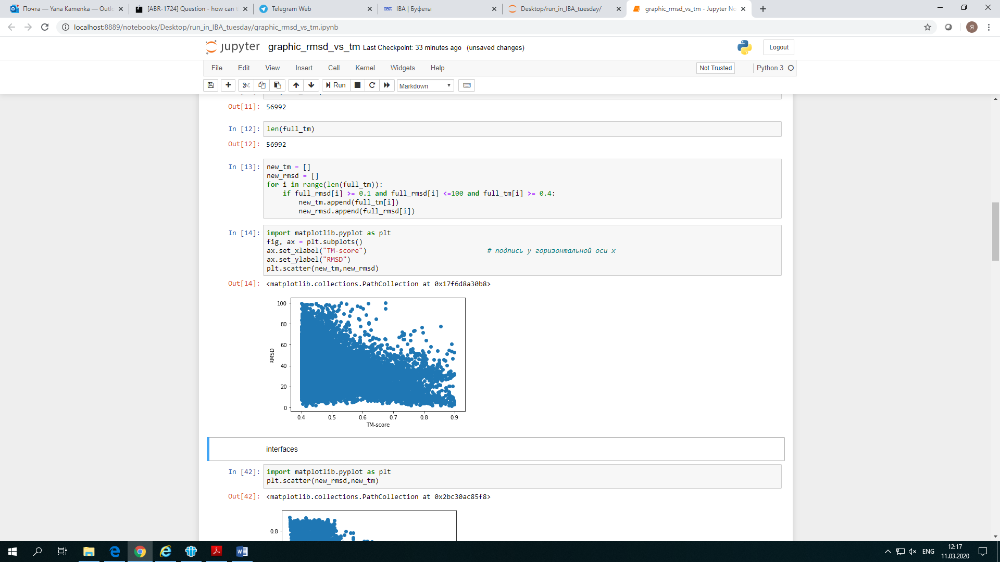 Почта — Yana Kamenka — Outlo
[ABR-1724] Question - how can t
Telegram Web
IBA IBA | Буфеты
Desktop/run_in_IBA_tuesday/
graphic_rmsd_vs_tm - Jupyter No
localhost:8889/notebooks/Desktop/run_in_IBA_tuesday/graphic_rmsd_vs_tm.ipynb
Я
jupyter graphic_rmsd_vs_tm Last Checkpoint: 33 minutes ago (unsaved changes)
Logout
File Edit View Insert Cell Kernel Widgets Help
Not Trusted
Python 3
Run
Markdown
Out[11]: 56992
In [12]: len(full_tm)
Out[12]: 56992
In [13]: new_tm = []
new_rmsd = []
for i in range(len(full_tm)):
    if full_rmsd[i] >= 0.1 and full_rmsd[i] <=100 and full_tm[i] >= 0.4:
        new_tm.append(full_tm[i])
        new_rmsd.append(full_rmsd[i])
In [14]: import matplotlib.pyplot as plt
fig, ax = plt.subplots()
ax.set_xlabel("TM-score") # подпись у горизонтальной оси x
ax.set_ylabel("RMSD")
plt.scatter(new_tm,new_rmsd)
Out[14]: <matplotlib.collections.PathCollection at 0x17f6d8a30b8>
100
80
60
40
20
0
RMSD
0.4 0.5 0.6 0.7 0.8 0.9
TM-score
interfaces
In [42]: import matplotlib.pyplot as plt
plt.scatter(new_rmsd,new_tm)
Out[42]: <matplotlib.collections.PathCollection at 0x2bc30ac85f8>
0.8
ENG
12:17
11.03.2020